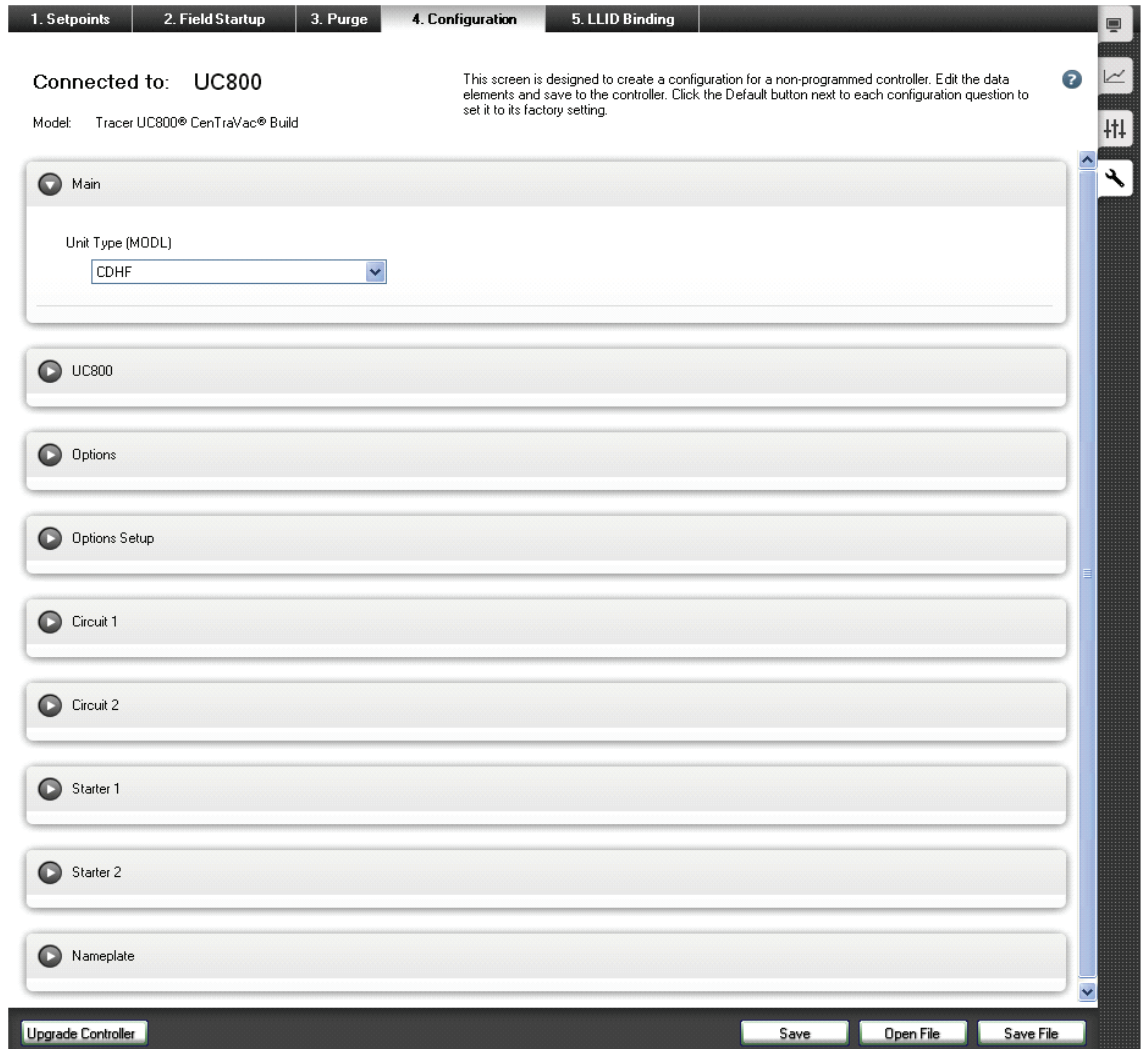 1. Setpoints
2. Field Startup
3. Purge
4. Configuration
5. LLID Binding
Connected to: UC800
This screen is designed to create a configuration for a non-programmed controller. Edit the data
elements and save to the controller. Click the Default button next to each configuration question to
set it to its factory setting.
?
Model: Tracer UC800® CenTraVac® Build
Main
Unit Type (MODL)
CDHF
UC800
Options
Options Setup
Circuit 1
Circuit 2
Starter 1
Starter 2
Nameplate
Upgrade Controller
Save
Open File
Save File